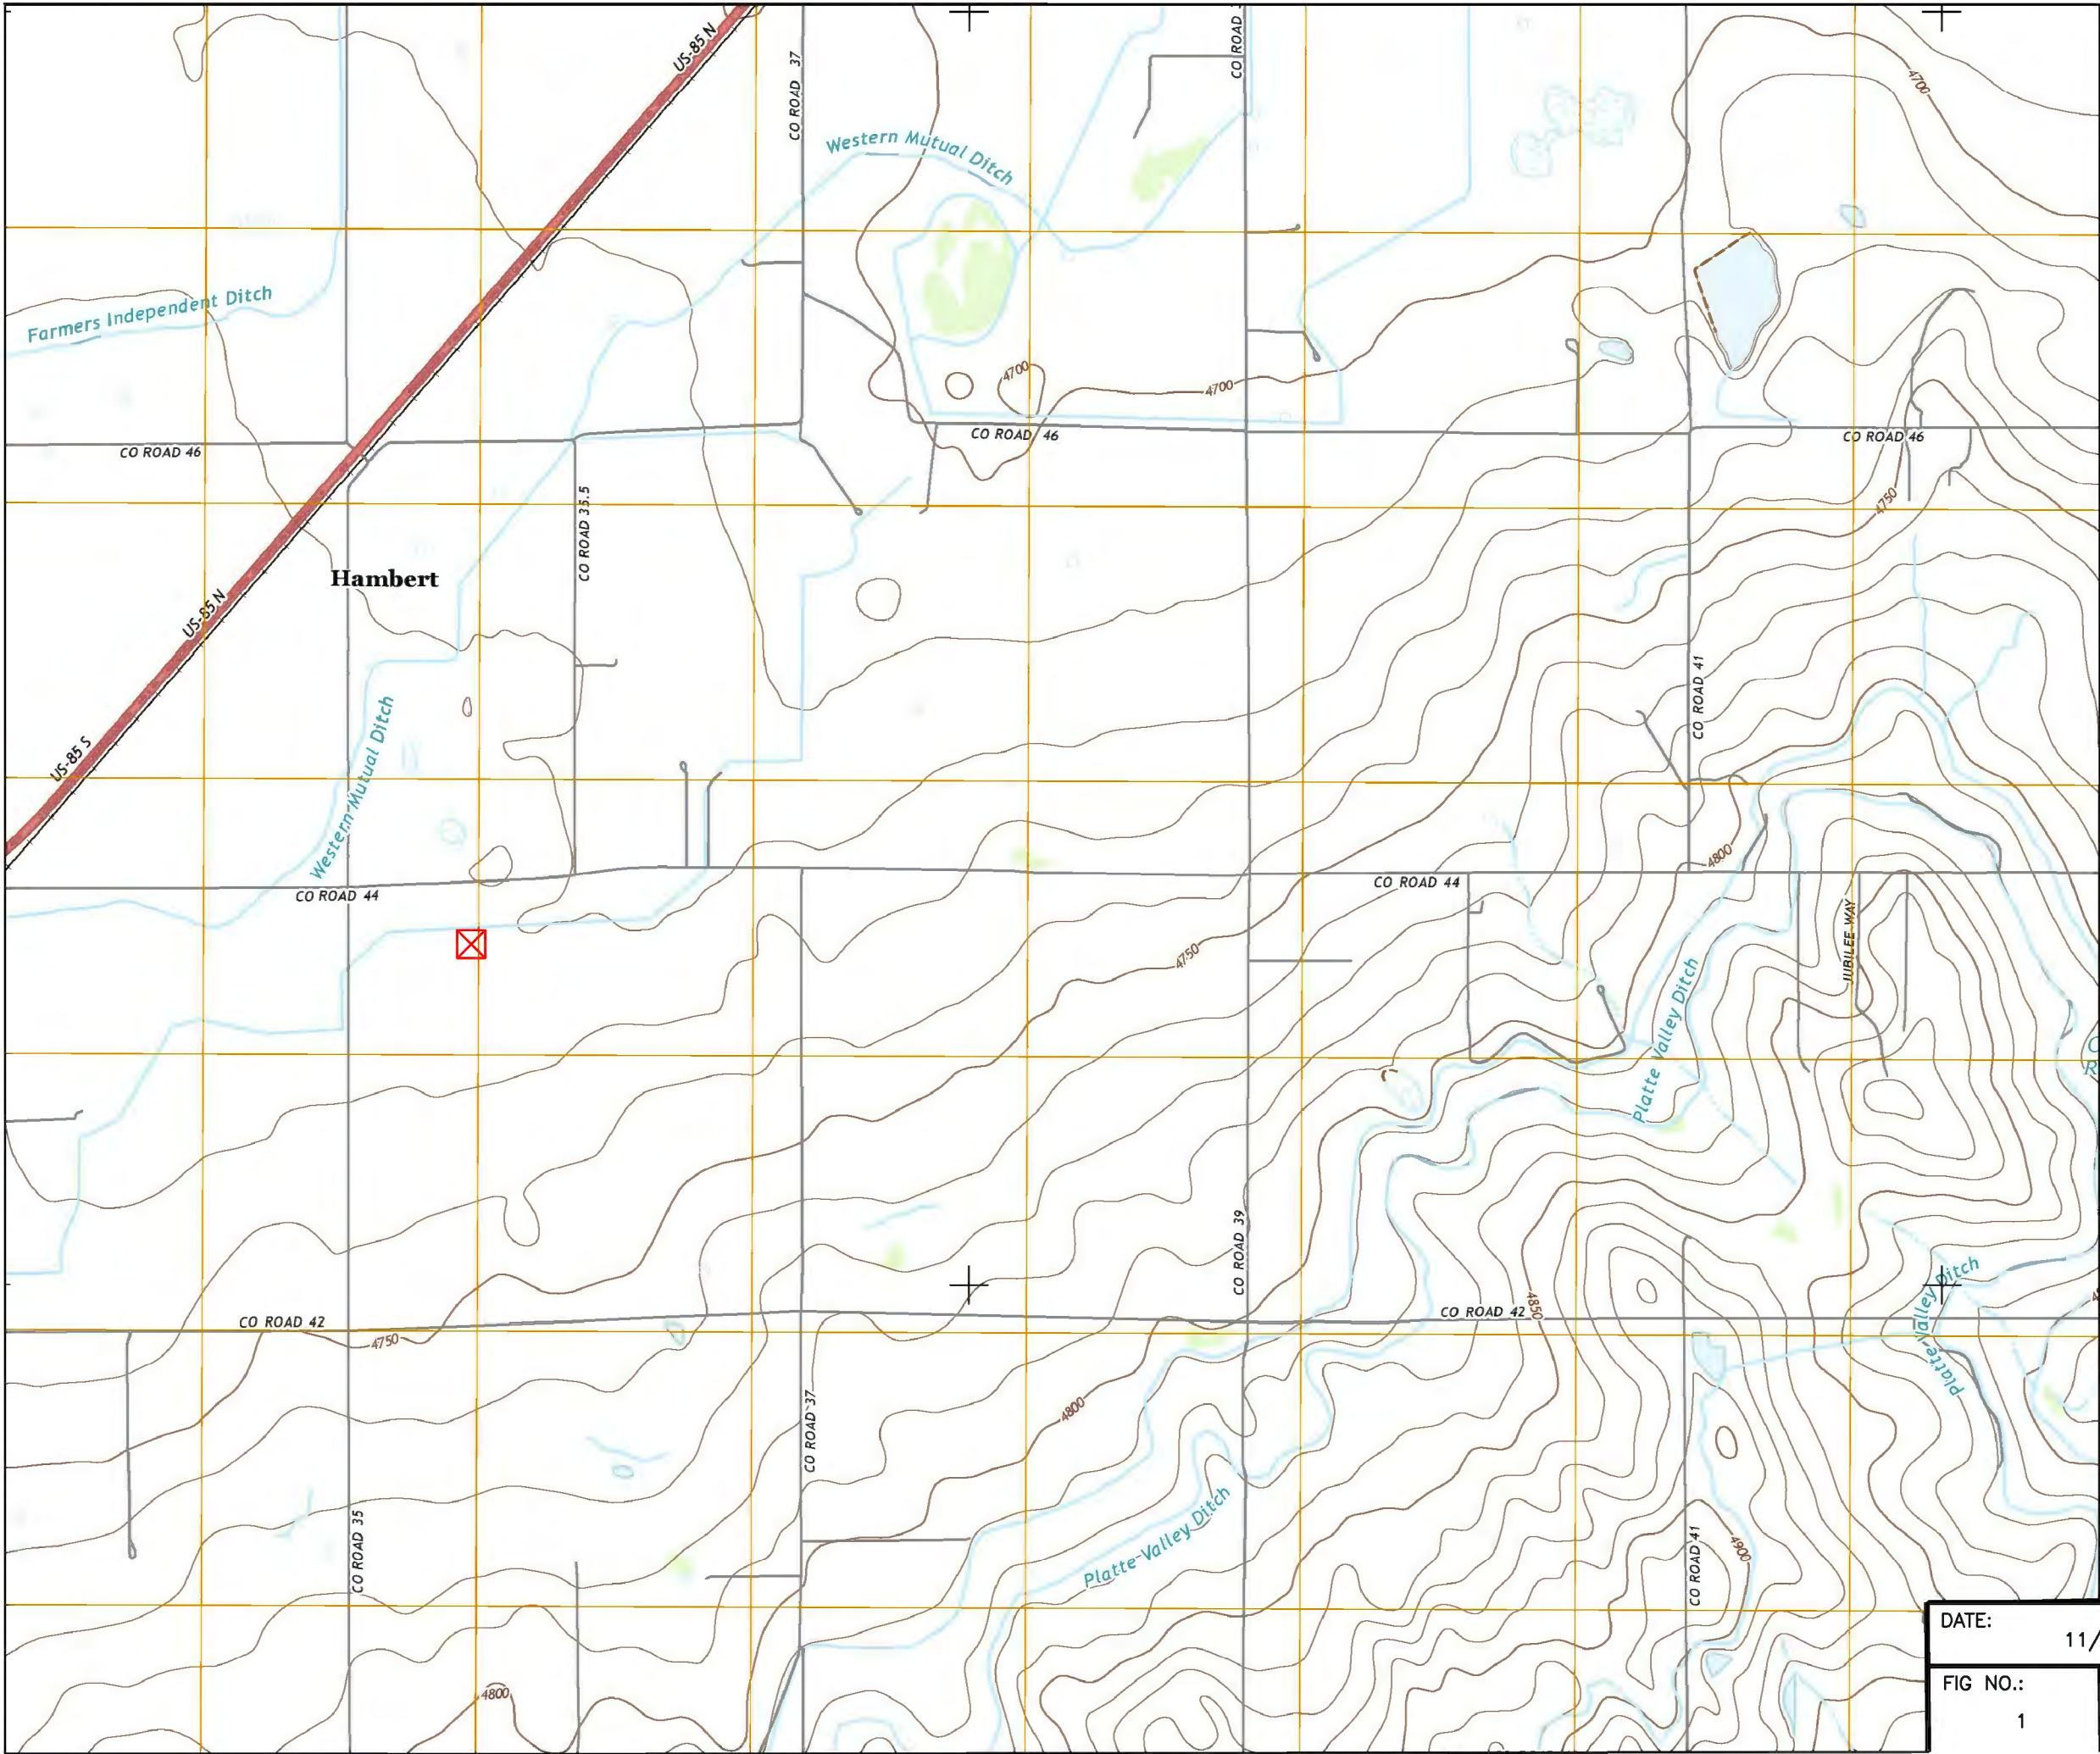 US-85 N
CO ROAD 37
CO ROAD
4700
Western Mutual Ditch
Farmers Independent Ditch
4700
4700
CO ROAD 46
CO ROAD 46
CO ROAD 46
4750
CO ROAD 35.5
Hambert
US-85 N
CO ROAD 41
Western Mutual Ditch
US-85 S
4800
CO ROAD 44
CO ROAD 44
JUBILEE WAY
4750
Platte Valley Ditch
C
R
CO ROAD 39
Platte Valley Ditch
CO ROAD 42
CO ROAD 42
4850
4750
Platte
CO ROAD 37
4800
Platte Valley Ditch
CO ROAD 35
CO ROAD 41
4900
4800
DATE:
11/
FIG NO.:
1